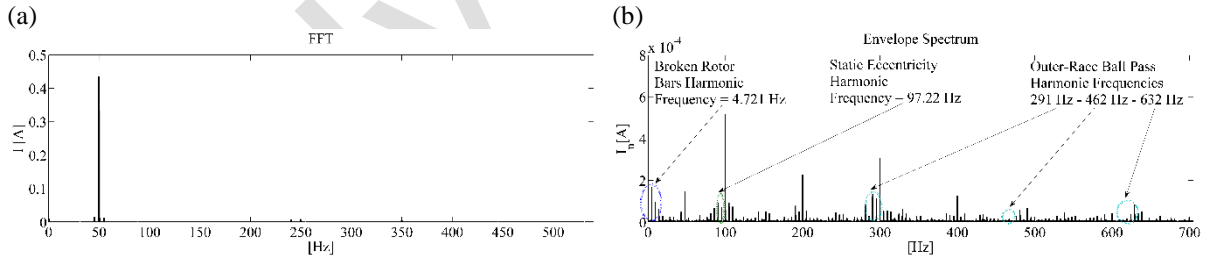 (a)
FFT
0.5
0.4
0.3
0.2
0.1
0
I [A]
0 50 100 150 200 250 300 350 400 450 500
[Hz]
(b)
x 10-4
Envelope Spectrum
8
6
4
2
0
I_n[A]
Broken Rotor
Bars Harmonic
Frequency = 4.721 Hz
Static Eccentricity
Harmonic
Frequency = 97.22 Hz
Outer-Race Ball Pass
Harmonic Frequencies
291 Hz - 462 Hz - 632 Hz
0 100 200 300 400 500 600 700
[Hz]